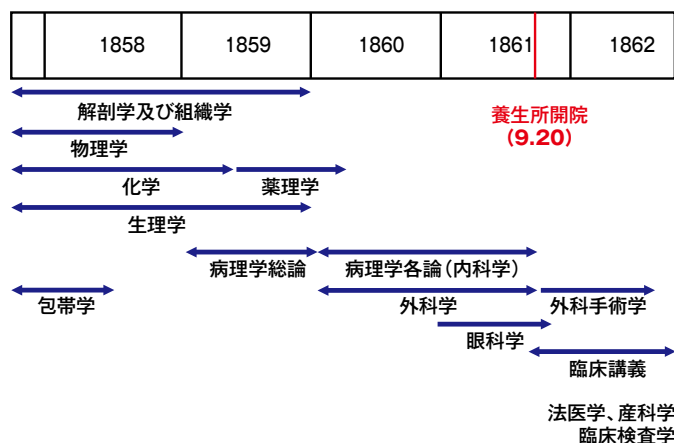 1858
1859
1860
1861
1862
養生所開院
(9.20)
解剖学及び組織学
物理学
化学
薬理学
生理学
病理学総論
病理学各論(内科学)
包帯学
外科学
外科手術学
眼科学
臨床講義
法医学、産科学
臨床検査学